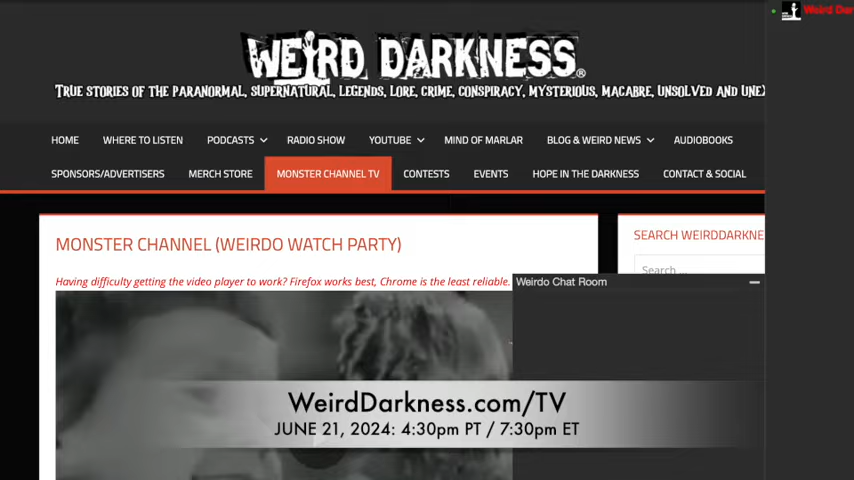 WEIRD DARKNESS®
TRUE STORIES OF THE PARANORMAL, SUPERNATURAL, LEGENDS, LORE, CRIME, CONSPIRACY, MYSTERIOUS, MACABRE, UNSOLVED AND
Weird Dar
HOME WHERE TO LISTEN PODCASTS RADIO SHOW YOUTUBE MIND OF MARLAR BLOG & WEIRD NEWS AUDIOBOOKS
SPONSORS/ADVERTISERS MERCH STORE MONSTER CHANNEL TV CONTESTS EVENTS HOPE IN THE DARKNESS CONTACT & SOCIAL
MONSTER CHANNEL (WEIRDO WATCH PARTY)
SEARCH WEIRDDARKNE
Having difficulty getting the video player to work? Firefox works best, Chrome is the least reliable.
Search ...
Weirdo Chat Room
WeirdDarkness.com/TV
JUNE 21, 2024: 4:30pm PT / 7:30pm ET